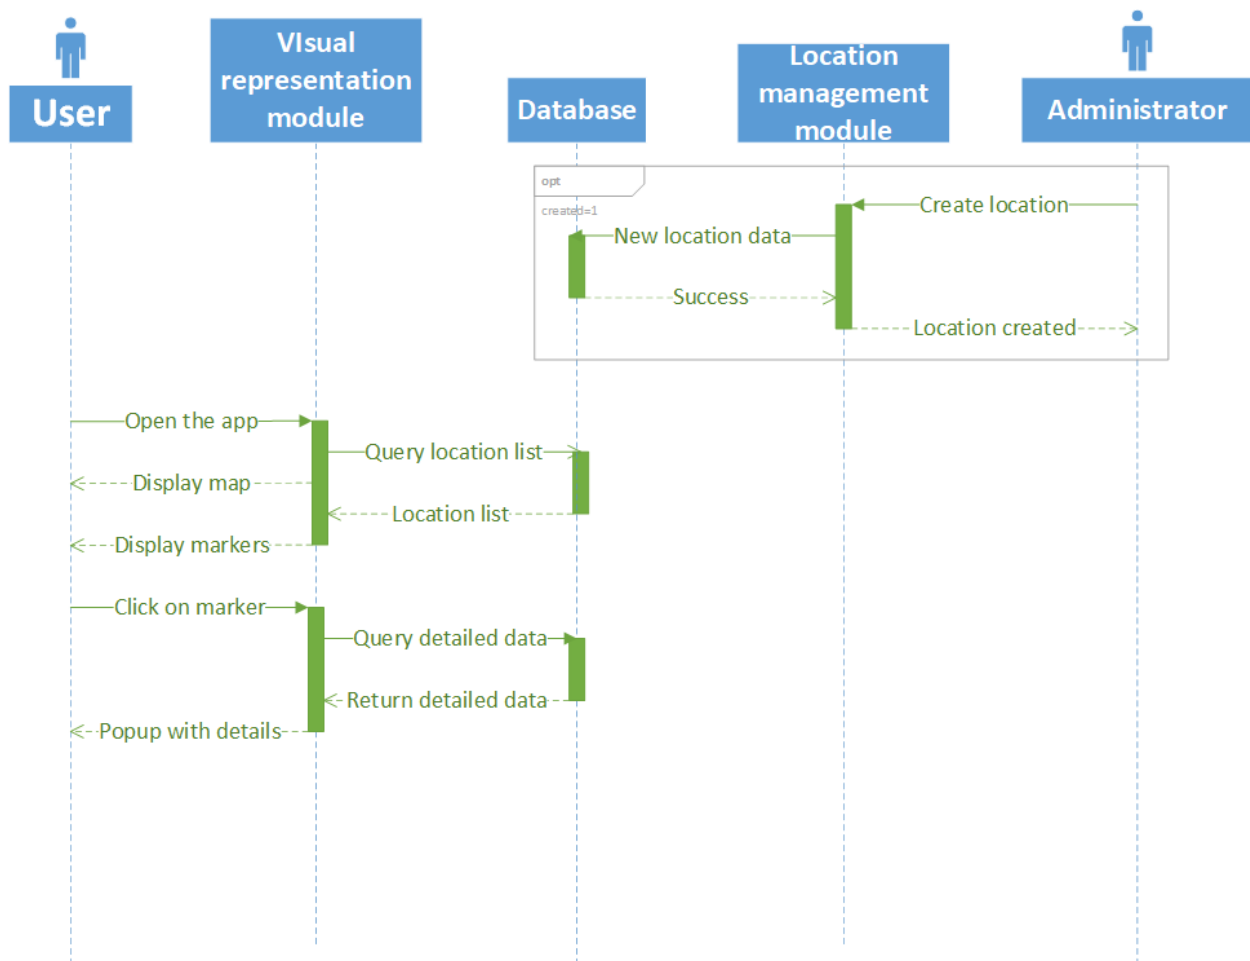 User
VIsual
representation
module
Database
Location
management
module
Administrator
opt
created=1
Create location
New location data
Success
Location created
Open the app
Query location list
Display map
Location list
Display markers
Click on marker
Query detailed data
Return detailed data
Popup with details